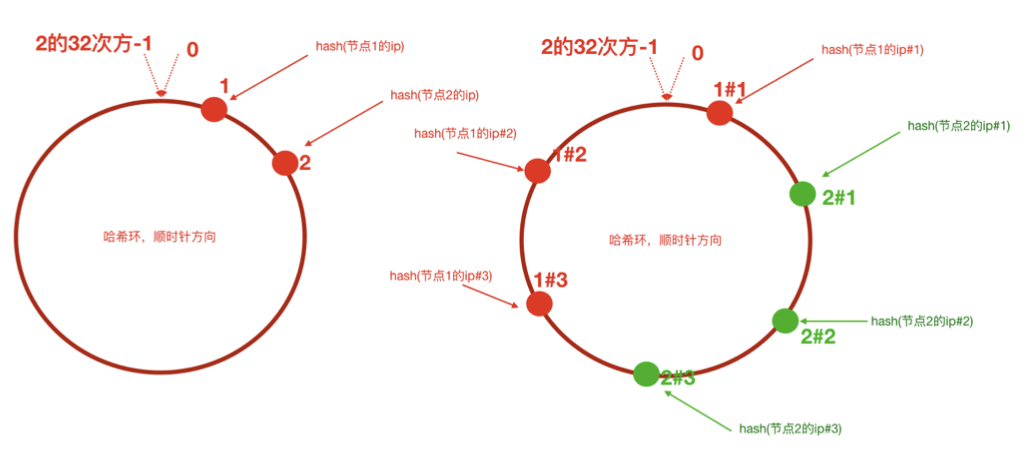 2的32次方-1
0
hash(节点1的ip)
1
hash(节点2的ip)
2
哈希环，顺时针方向
2的32次方-1
0
hash(节点1的ip#1)
1#1
hash(节点2的ip#1)
hash(节点1的ip#2)
1#2
2#1
哈希环，顺时针方向
hash(节点1的ip#3)
1#3
hash(节点2的ip#2)
2#2
2#3
hash(节点2的ip#3)